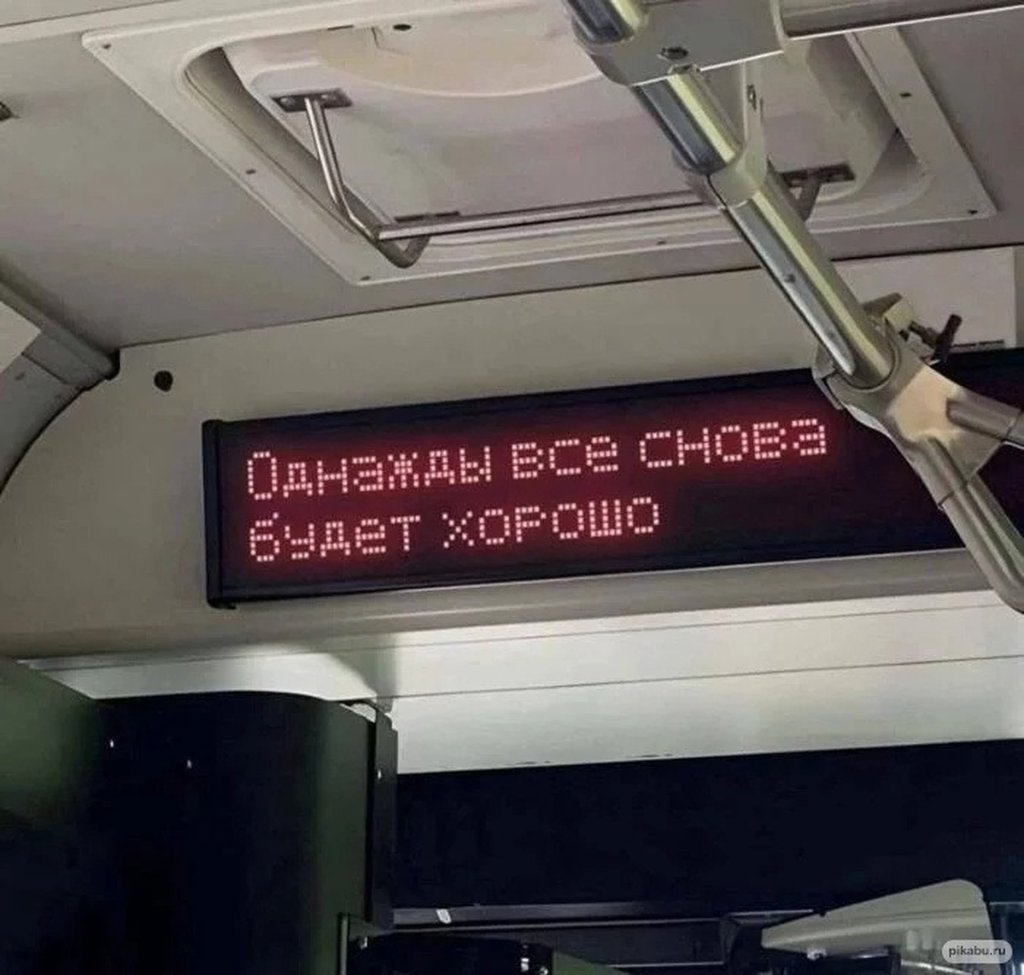 Однажды все снова
будет хорошо
pikabu.ru